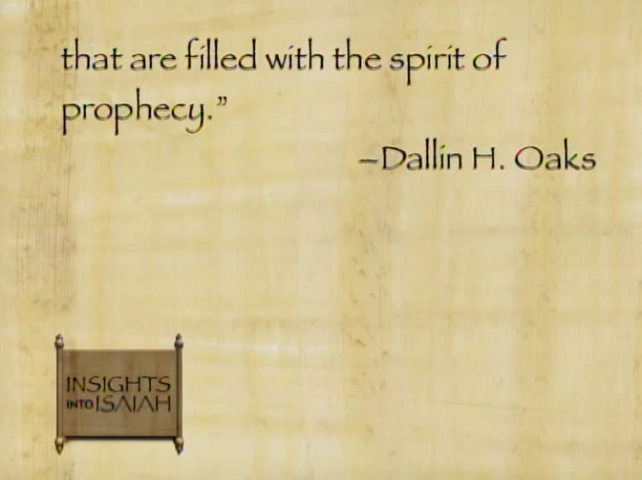 that are filled with the spirit of
prophecy.”
–Dallin H. Oaks
INSIGHTS
INTO ISAIAH